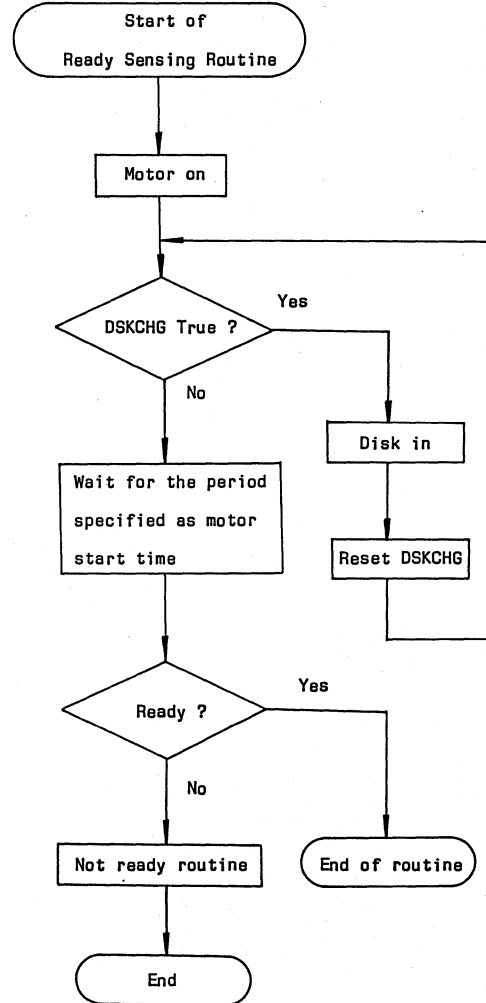 Start of
Ready Sensing Routine
Motor on
DSKCHG True ?
Yes
No
Disk in
Wait for the period
specified as motor
start time
Reset DSKCHG
Ready ?
Yes
No
Not ready routine
End of routine
End